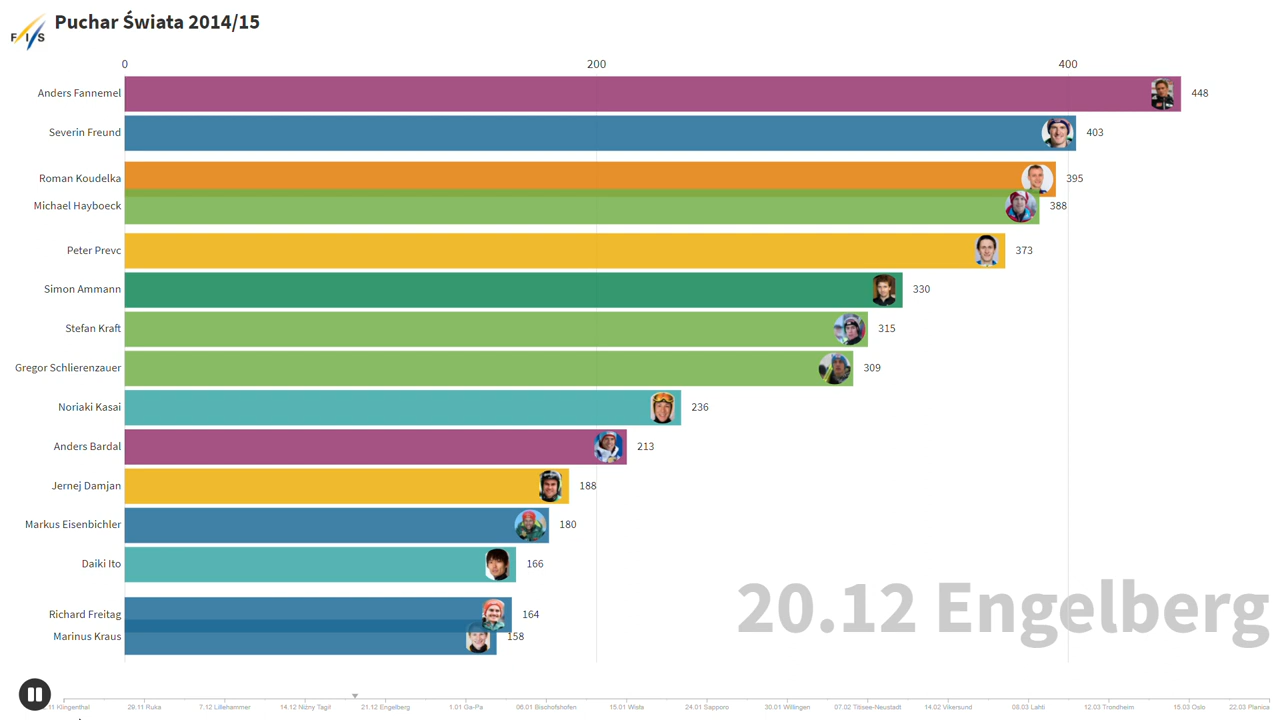 FIS
Puchar Świata 2014/15
0 200 400
Anders Fannemel 448
Severin Freund 403
Roman Koudelka 395
Michael Hayboeck 388
Peter Prevc 373
Simon Ammann 330
Stefan Kraft 315
Gregor Schlierenzauer 309
Noriaki Kasai 236
Anders Bardal 213
Jernej Damjan 188
Markus Eisenbichler 180
Daiki Ito 166
Richard Freitag 164
Marinus Kraus 158
20.12 Engelberg
.11 Klingenthal 29.11 Ruka 7.12 Lillehammer 14.12 Niżny Tagił 21.12 Engelberg 1.01 Ga-Pa 06.01 Bischofshofen 15.01 Wisła 24.01 Sapporo 30.01 Willingen 07.02 Titisee-Neustadt 14.02 Vikersund 08.03 Lahti 12.03 Trondheim 15.03 Oslo 22.03 Planica